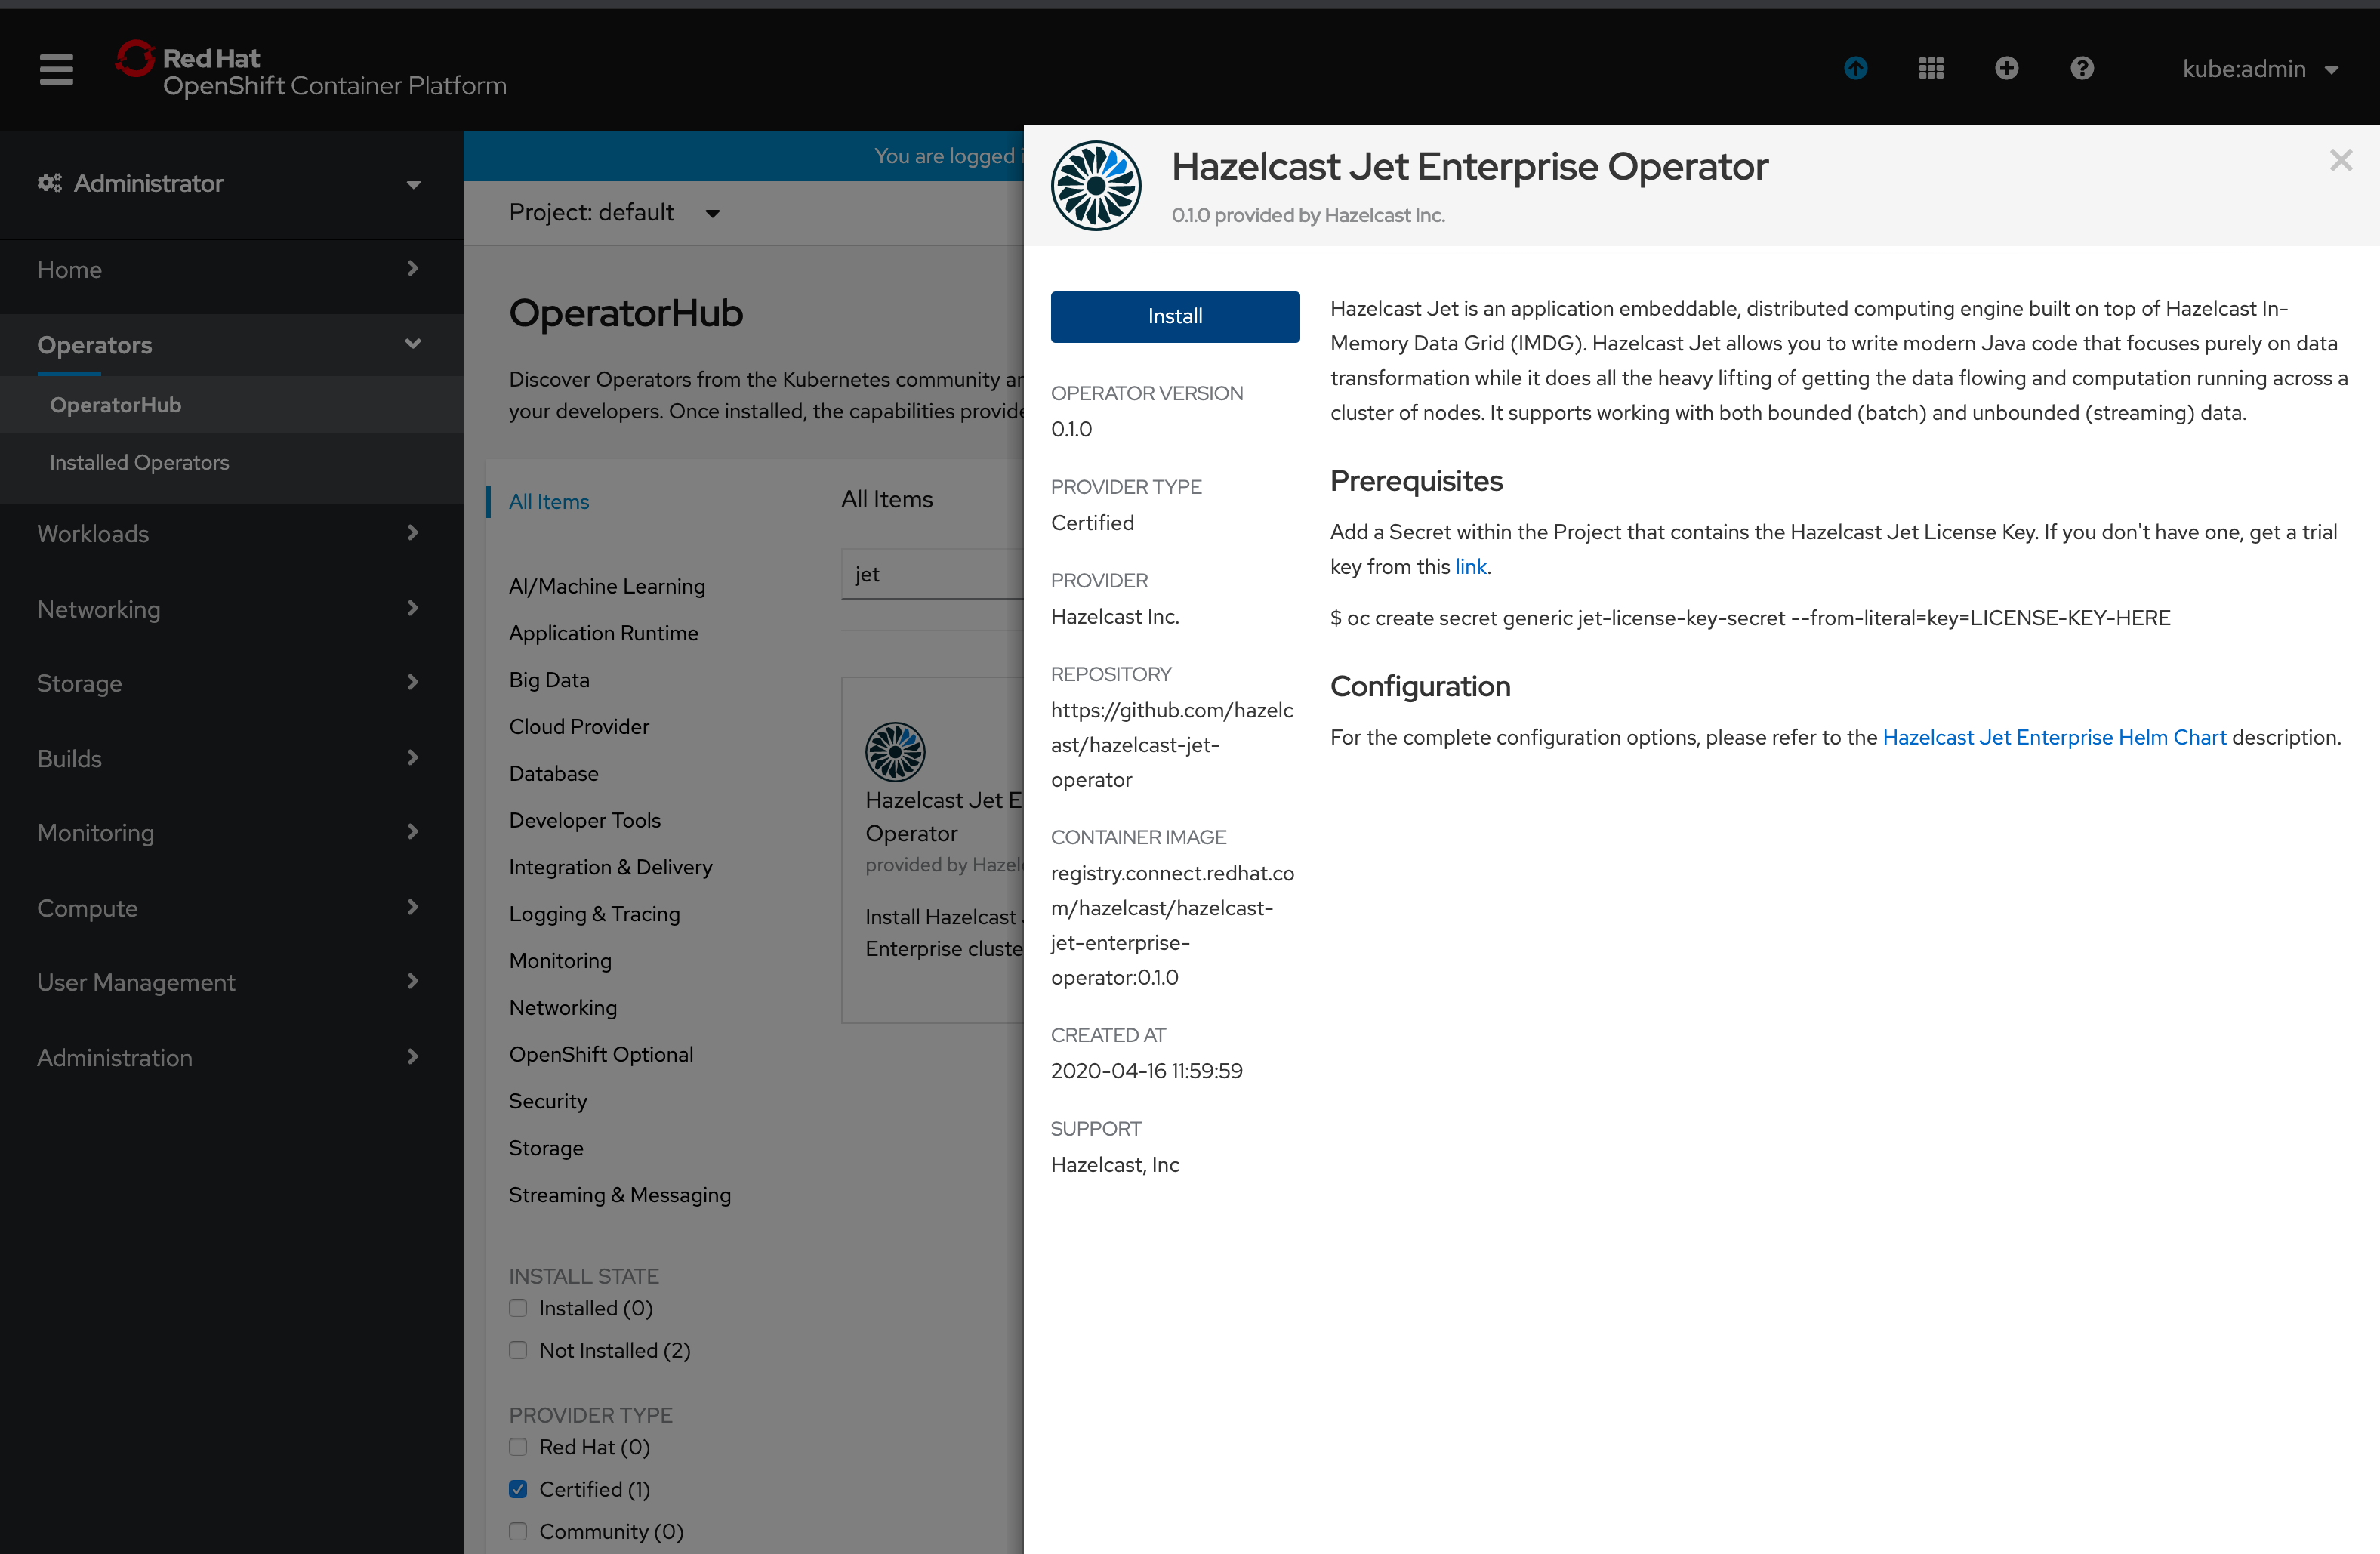 Red Hat
OpenShift Container Platform
kube:admin
Administrator
Home
Operators
OperatorHub
Installed Operators
Workloads
Networking
Storage
Builds
Monitoring
Compute
User Management
Administration
You are logged i
Project: default
OperatorHub
Discover Operators from the Kubernetes community ar
your developers. Once installed, the capabilities provide
All Items
AI/Machine Learning
Application Runtime
Big Data
Cloud Provider
Database
Developer Tools
Integration & Delivery
Logging & Tracing
Monitoring
Networking
OpenShift Optional
Security
Storage
Streaming & Messaging
INSTALL STATE
Installed (0)
Not Installed (2)
PROVIDER TYPE
Red Hat (0)
Certified (1)
Community (0)
All Items
jet
Hazelcast Jet E
Operator
provided by Hazel
Install Hazelcast J
Enterprise cluste
Hazelcast Jet Enterprise Operator
0.1.0 provided by Hazelcast Inc.
Install
OPERATOR VERSION
0.1.0
PROVIDER TYPE
Certified
PROVIDER
Hazelcast Inc.
REPOSITORY
https://github.com/hazelc
ast/hazelcast-jet-
operator
CONTAINER IMAGE
registry.connect.redhat.co
m/hazelcast/hazelcast-
jet-enterprise-
operator:0.1.0
CREATED AT
2020-04-16 11:59:59
SUPPORT
Hazelcast, Inc
Hazelcast Jet is an application embeddable, distributed computing engine built on top of Hazelcast In-
Memory Data Grid (IMDG). Hazelcast Jet allows you to write modern Java code that focuses purely on data
transformation while it does all the heavy lifting of getting the data flowing and computation running across a
cluster of nodes. It supports working with both bounded (batch) and unbounded (streaming) data.
Prerequisites
Add a Secret within the Project that contains the Hazelcast Jet License Key. If you don't have one, get a trial
key from this link.
$ oc create secret generic jet-license-key-secret --from-literal=key=LICENSE-KEY-HERE
Configuration
For the complete configuration options, please refer to the Hazelcast Jet Enterprise Helm Chart description.